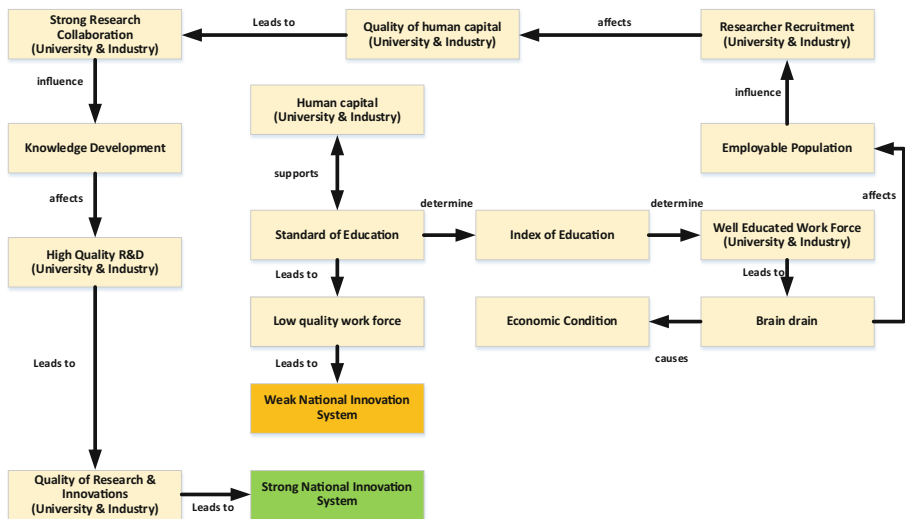 Strong Research
Collaboration
(University & Industry)
Leads to
Quality of human capital
(University & Industry)
affects
Researcher Recruitment
(University & Industry)
influence
influence
Human capital
(University & Industry)
Knowledge Development
Employable Population
supports
affects
affects
determine
determine
High Quality R&D
(University & Industry)
Standard of Education
Index of Education
Well Educated Work Force
(University & Industry)
Leads to
Leads to
Low quality work force
Economic Condition
Brain drain
Leads to
Leads to
causes
Weak National Innovation
System
Quality of Research &
Innovations
(University & Industry)
Leads to
Strong National Innovation
System